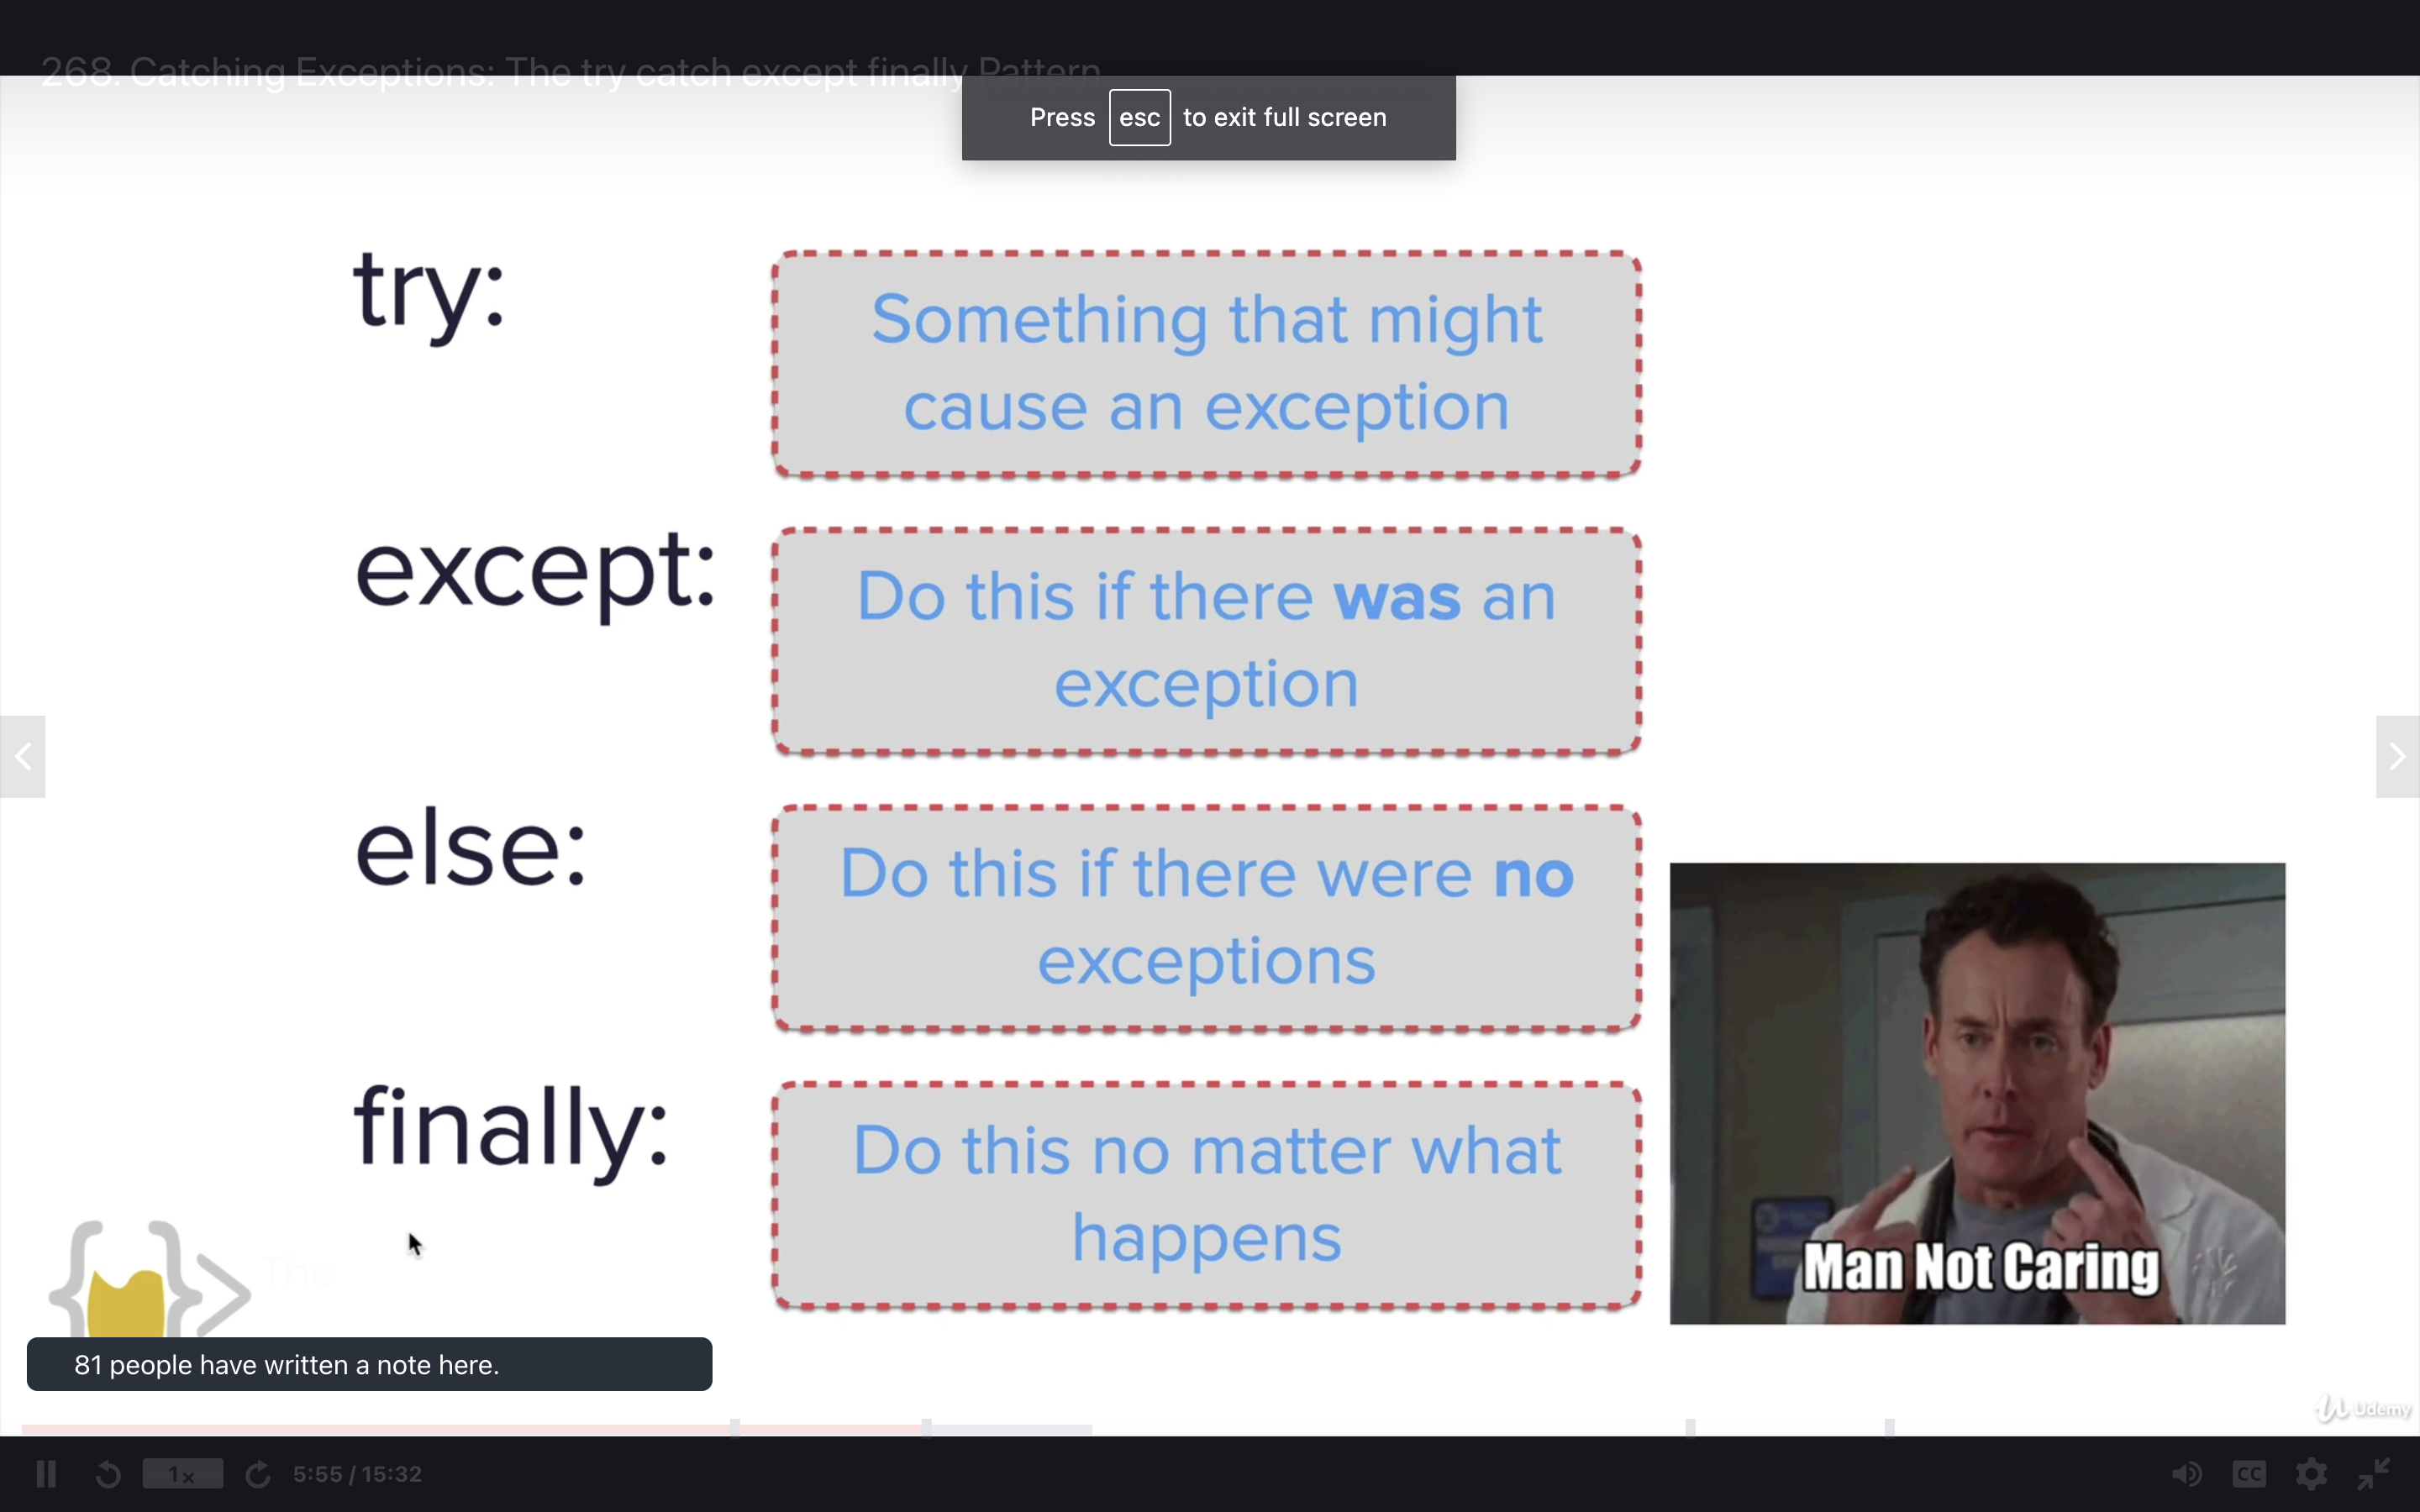 268. Catching Exceptions: The try catch except finally Pattern
Press esc to exit full screen
try:
Something that might
cause an exception
except:
Do this if there was an
exception
else:
Do this if there were no
exceptions
finally:
Do this no matter what
happens
Man Not Caring
The
81 people have written a note here.
Udemy
1x
5:55 / 15:32
CC